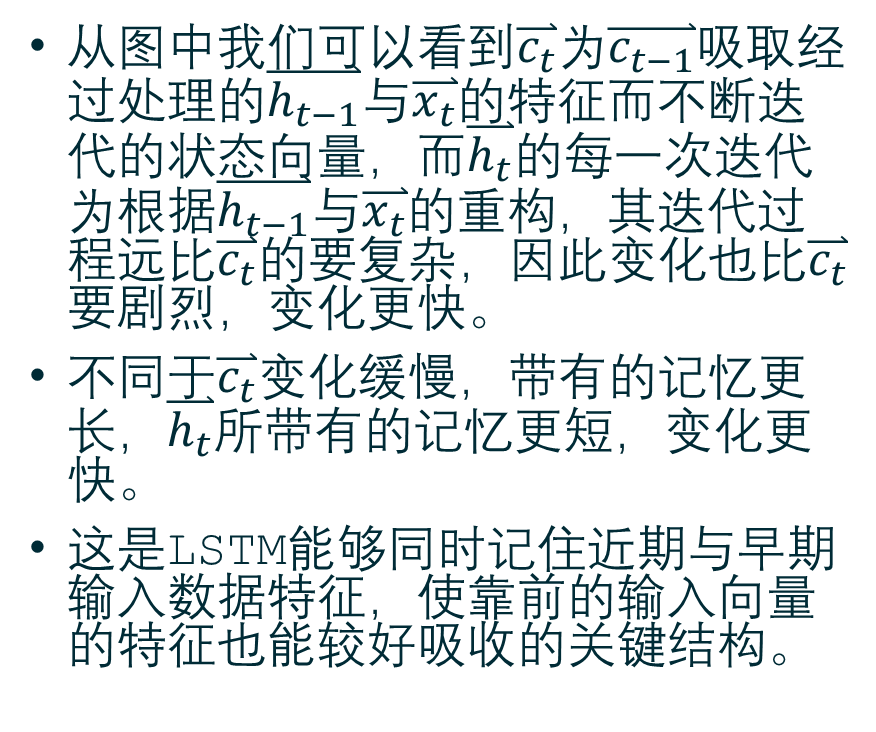 • 从图中我们可以看到$\overrightarrow{c_t}$为$\overrightarrow{c_{t-1}}$吸取经
过处理的$\overrightarrow{h_{t-1}}$与$\overrightarrow{x_t}$的特征而不断迭
代的状态向量，而$\overrightarrow{h_t}$的每一次迭代
为根据$\overrightarrow{h_{t-1}}$与$\overrightarrow{x_t}$的重构，其迭代过
程远比$\overrightarrow{c_t}$的要复杂，因此变化也比$\overrightarrow{c_t}$
要剧烈，变化更快。
• 不同于$\overrightarrow{c_t}$变化缓慢，带有的记忆更
长，$\overrightarrow{h_t}$所带有的记忆更短，变化更
快。
• 这是LSTM能够同时记住近期与早期
输入数据特征，使靠前的输入向量
的特征也能较好吸收的关键结构。